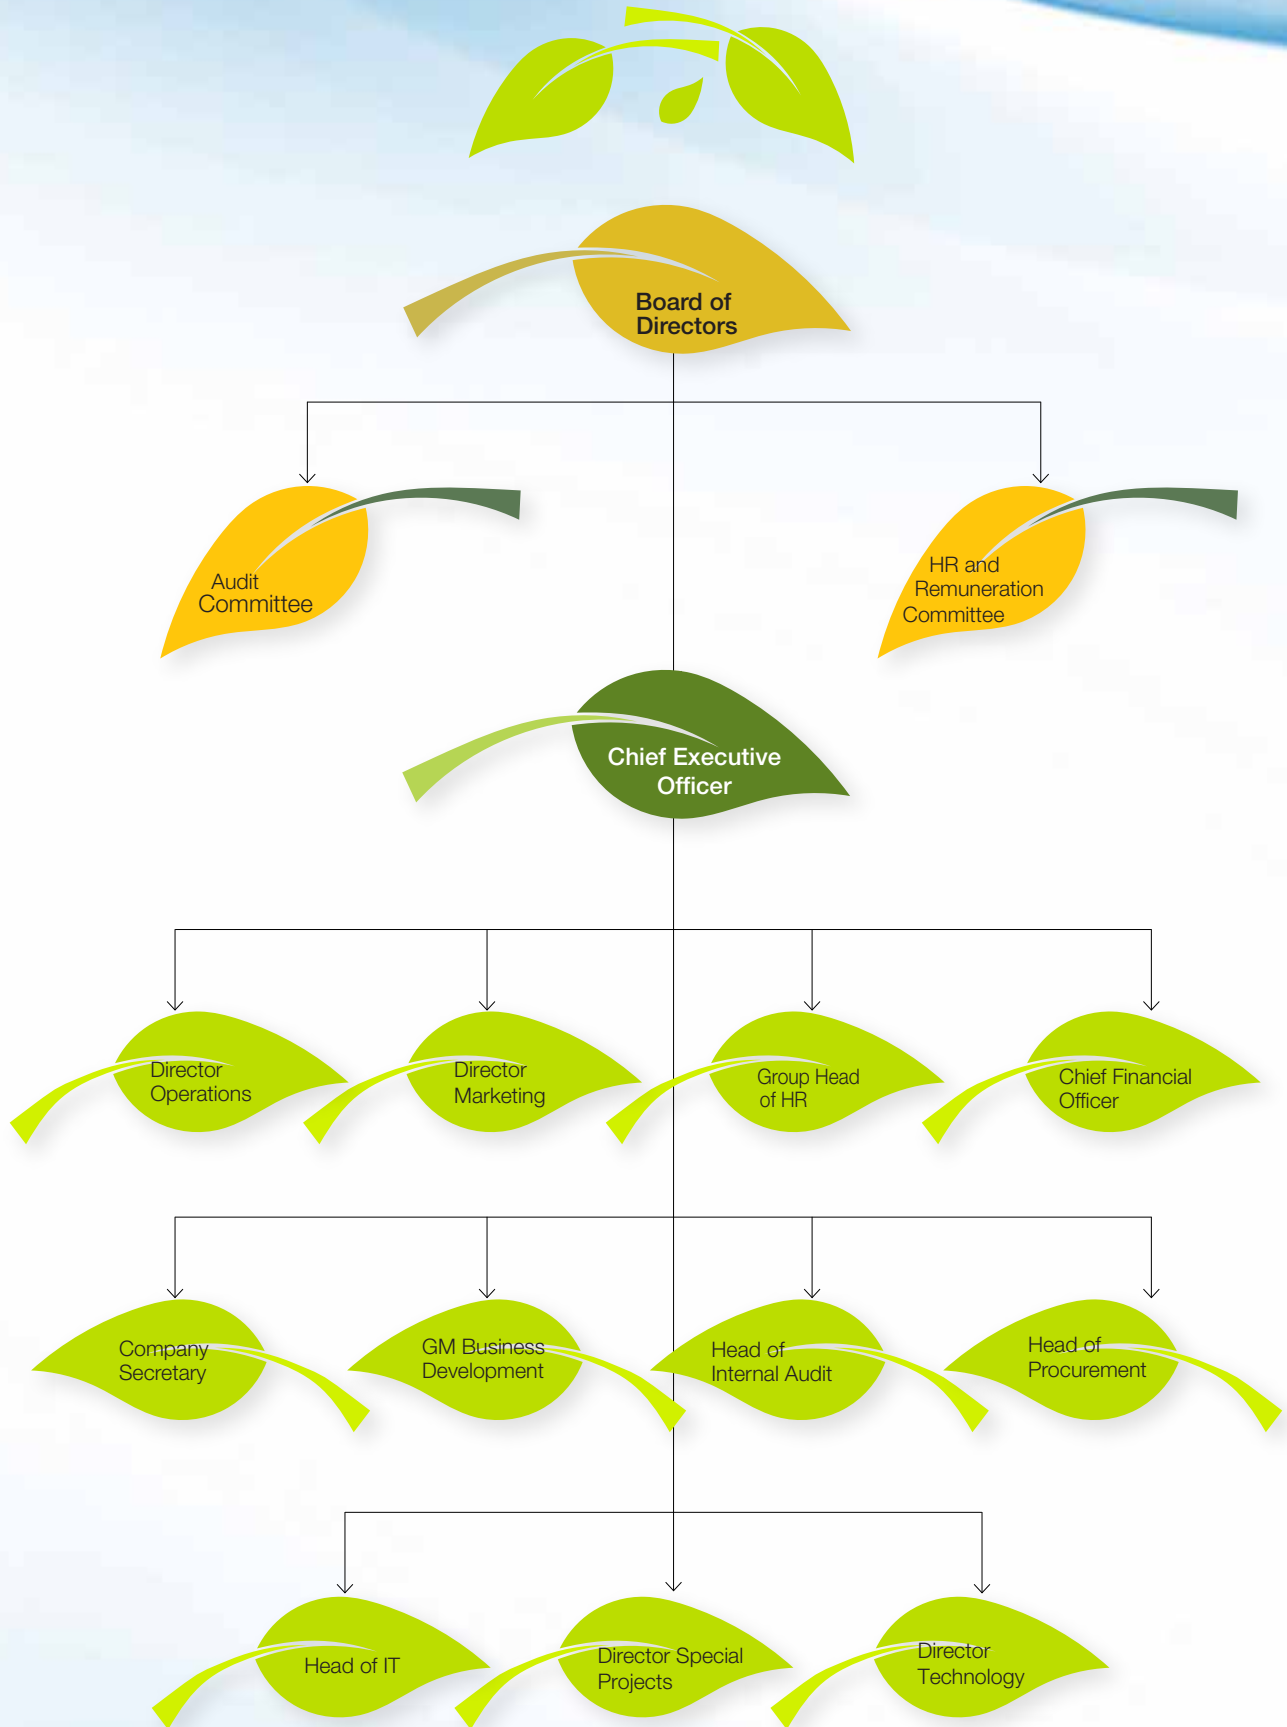 Board of
Directors
Audit
Committee
HR and
Remuneration
Committee
Chief Executive
Officer
Director
Operations
Director
Marketing
Group Head
of HR
Chief Financial
Officer
Company
Secretary
GM Business
Development
Head of
Internal Audit
Head of
Procurement
Head of IT
Director Special
Projects
Director
Technology